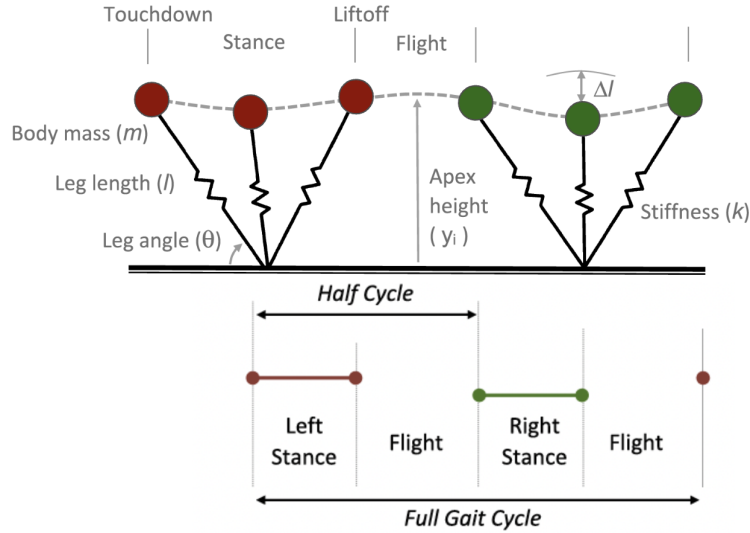 Touchdown
Liftoff
Stance
Flight
Δl
Body mass (m)
Leg length (l)
Apex
height
( yᵢ )
Stiffness (k)
Leg angle (θ)
Half Cycle
Left
Stance
Flight
Right
Stance
Flight
Full Gait Cycle